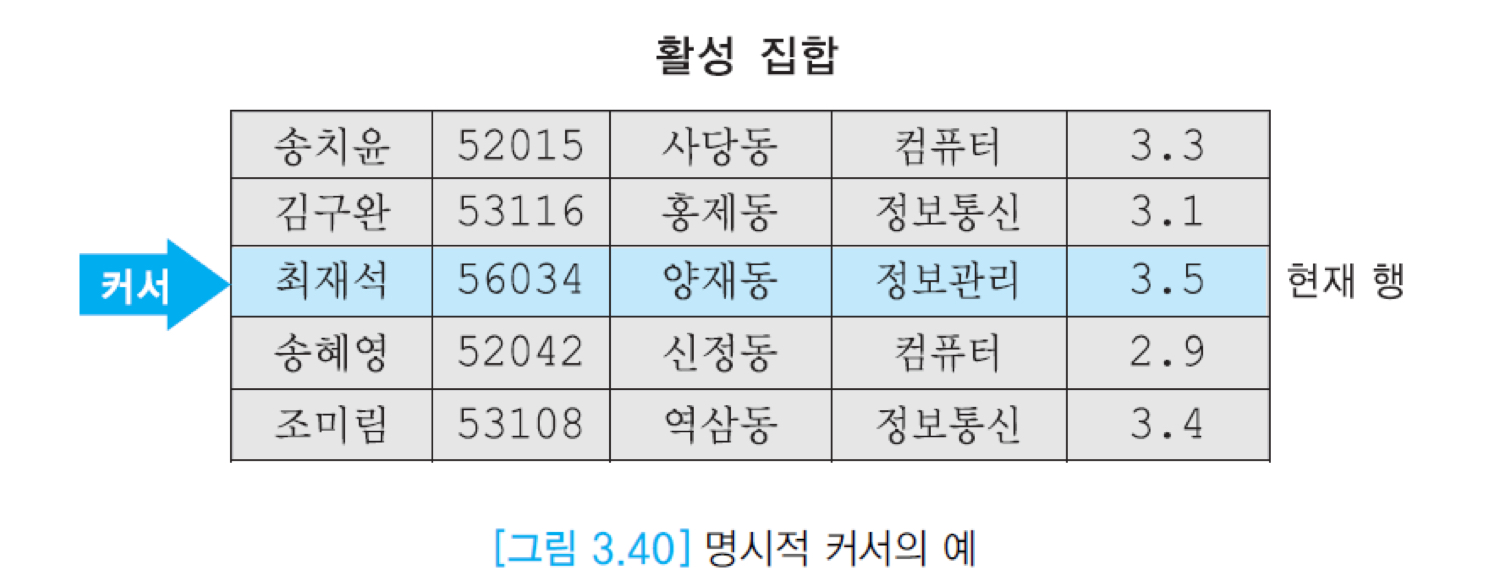 활성 집합
송치윤 52015 사당동 컴퓨터 3.3
김구완 53116 홍제동 정보통신 3.1
커서 최재석 56034 양재동 정보관리 3.5 현재 행
송혜영 52042 신정동 컴퓨터 2.9
조미림 53108 역삼동 정보통신 3.4
[그림 3.40] 명시적 커서의 예